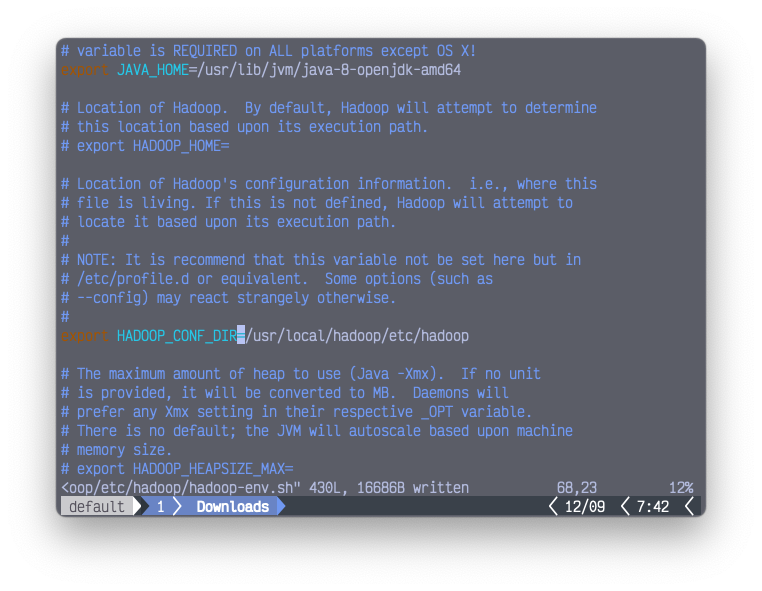 # variable is REQUIRED on ALL platforms except OS X!
export JAVA_HOME=/usr/lib/jvm/java-8-openjdk-amd64
# Location of Hadoop.  By default, Hadoop will attempt to determine
# this location based upon its execution path.
# export HADOOP_HOME=
# Location of Hadoop's configuration information.  i.e., where this
# file is living. If this is not defined, Hadoop will attempt to
# locate it based upon its execution path.
#
# NOTE: It is recommend that this variable not be set here but in
# /etc/profile.d or equivalent.  Some options (such as
# --config) may react strangely otherwise.
#
export HADOOP_CONF_DIR=/usr/local/hadoop/etc/hadoop
# The maximum amount of heap to use (Java -Xmx).  If no unit
# is provided, it will be converted to MB.  Daemons will
# prefer any Xmx setting in their respective _OPT variable.
# There is no default; the JVM will autoscale based upon machine
# memory size.
# export HADOOP_HEAPSIZE_MAX=
<oop/etc/hadoop/hadoop-env.sh" 430L, 16686B written 68,23 12%
default 1 Downloads 12/09 7:42